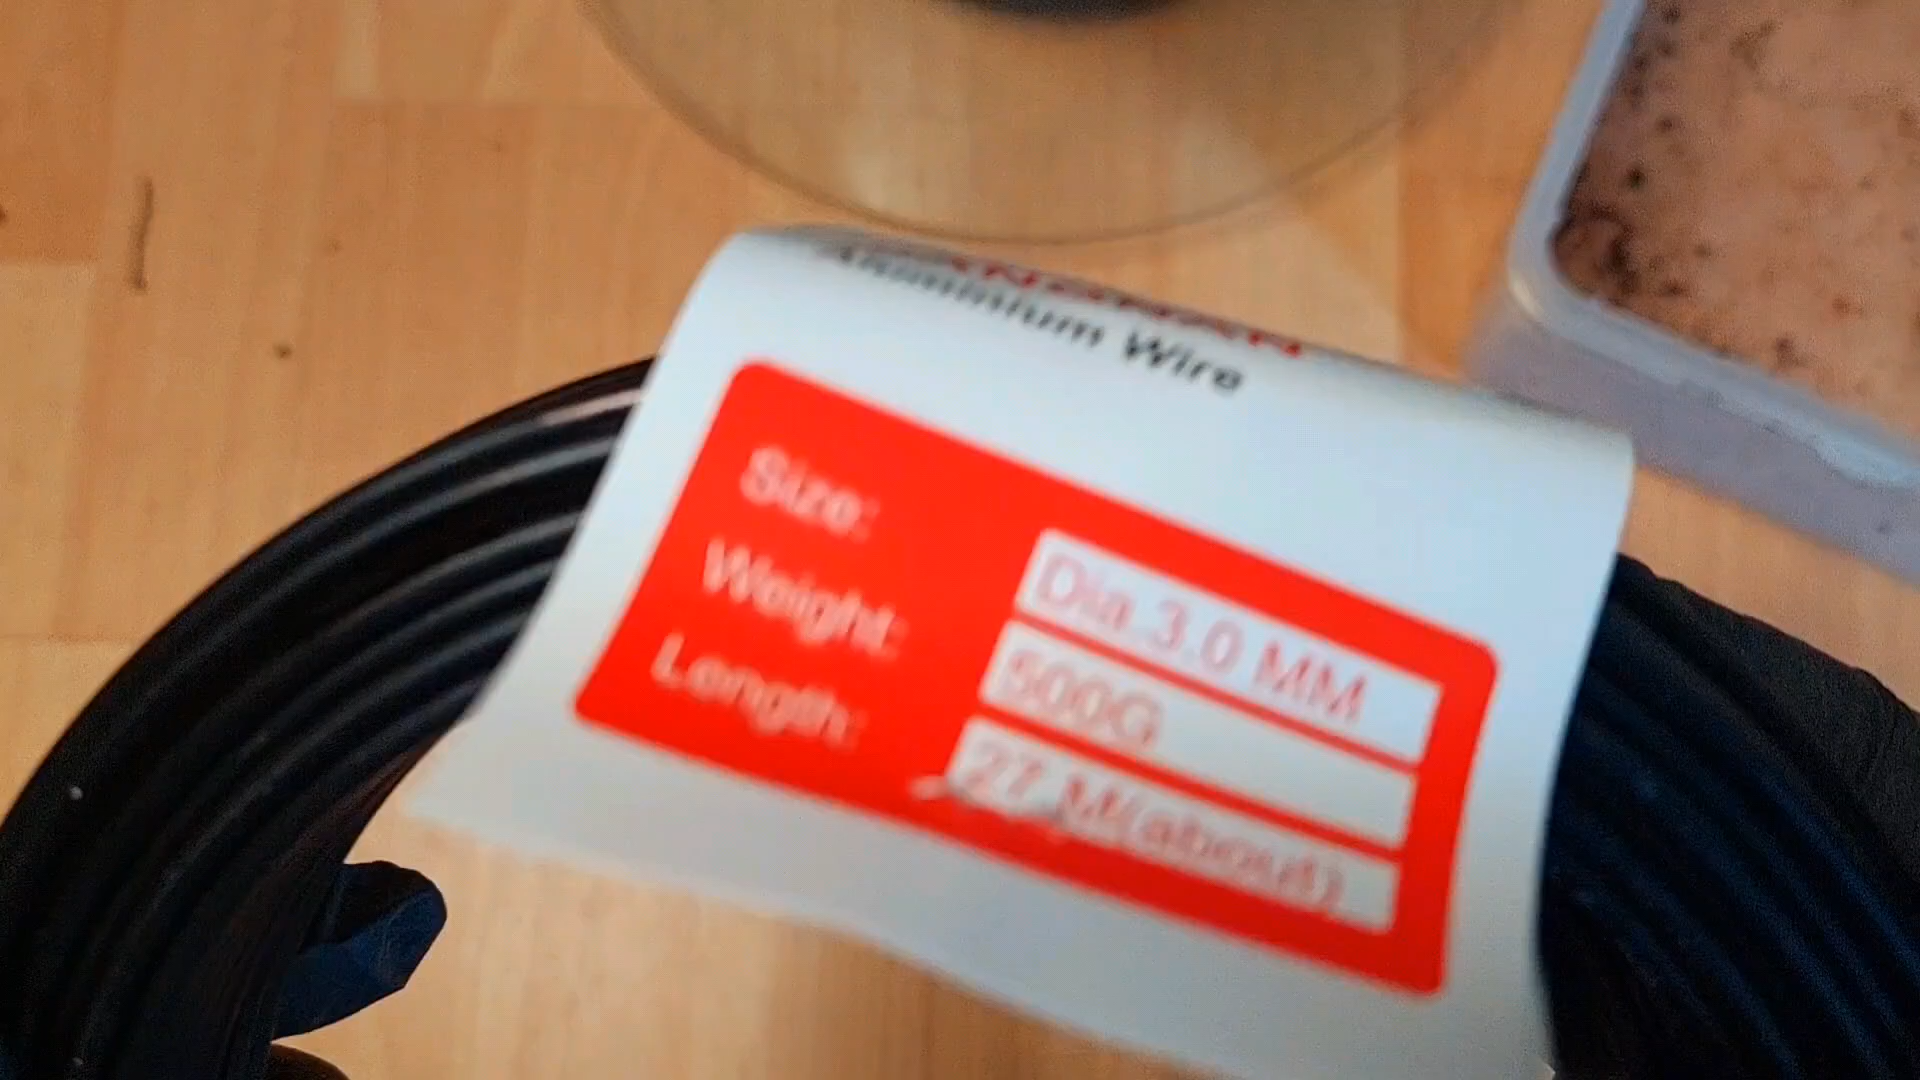 Aluminium Wire
Size: Dia 3.0 MM
Weight: 500G
Length: 27 M(about)